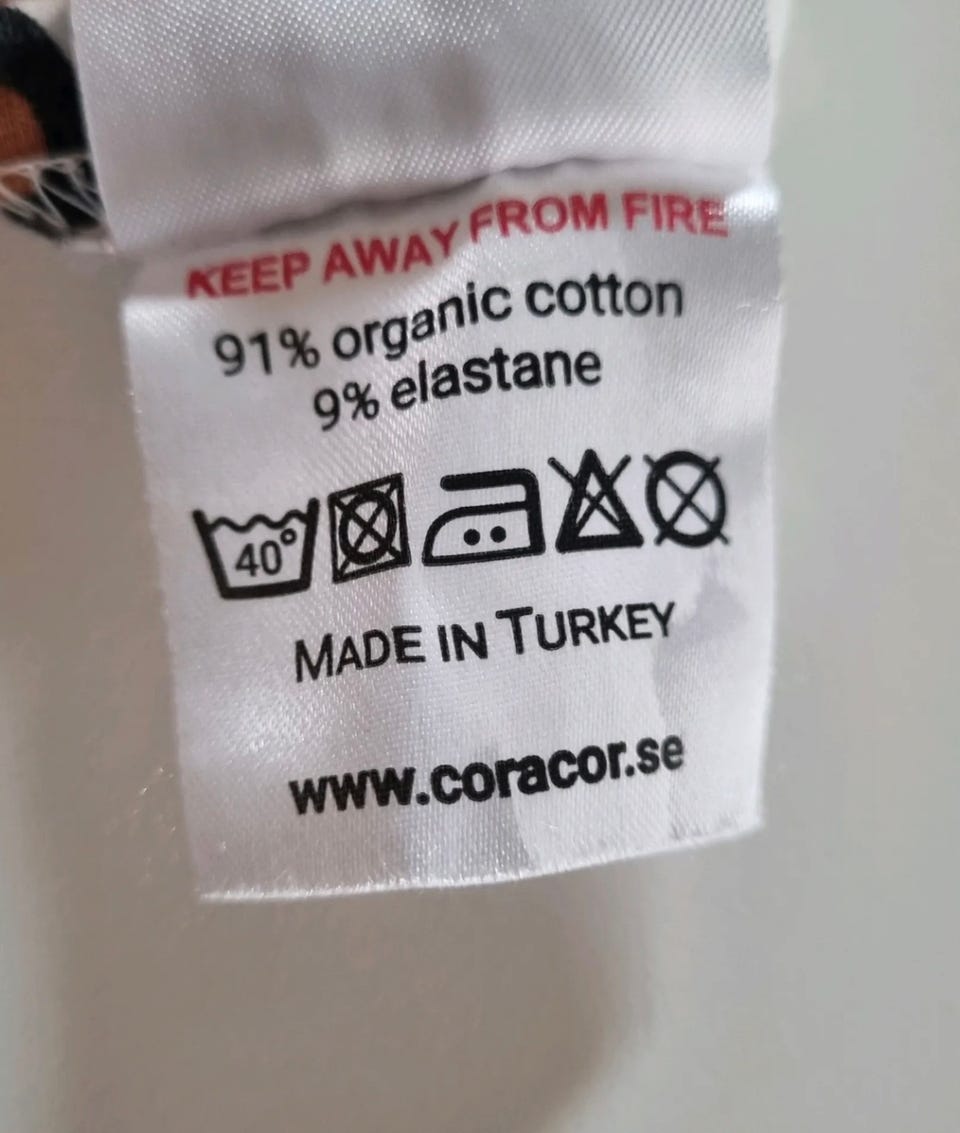 KEEP AWAY FROM FIRE
91% organic cotton
9% elastane
40°
MADE IN TURKEY
www.coracor.se